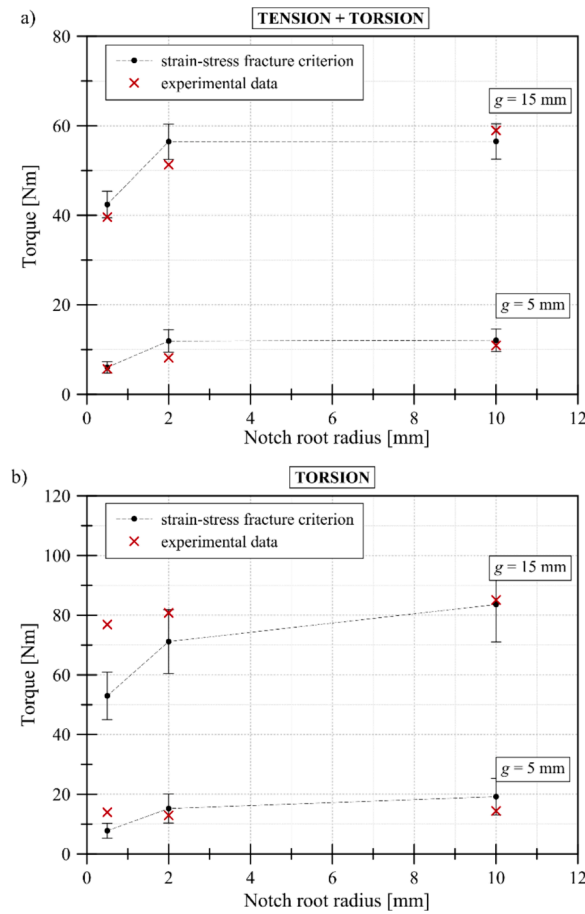 a)
TENSION + TORSION
80
strain-stress fracture criterion
experimental data
g = 15 mm
60
40
20
g = 5 mm
0
Torque [Nm]
0 2 4 6 8 10 12
Notch root radius [mm]
b)
TORSION
120
strain-stress fracture criterion
experimental data
100
g = 15 mm
80
60
40
g = 5 mm
20
0
Torque [Nm]
0 2 4 6 8 10 12
Notch root radius [mm]